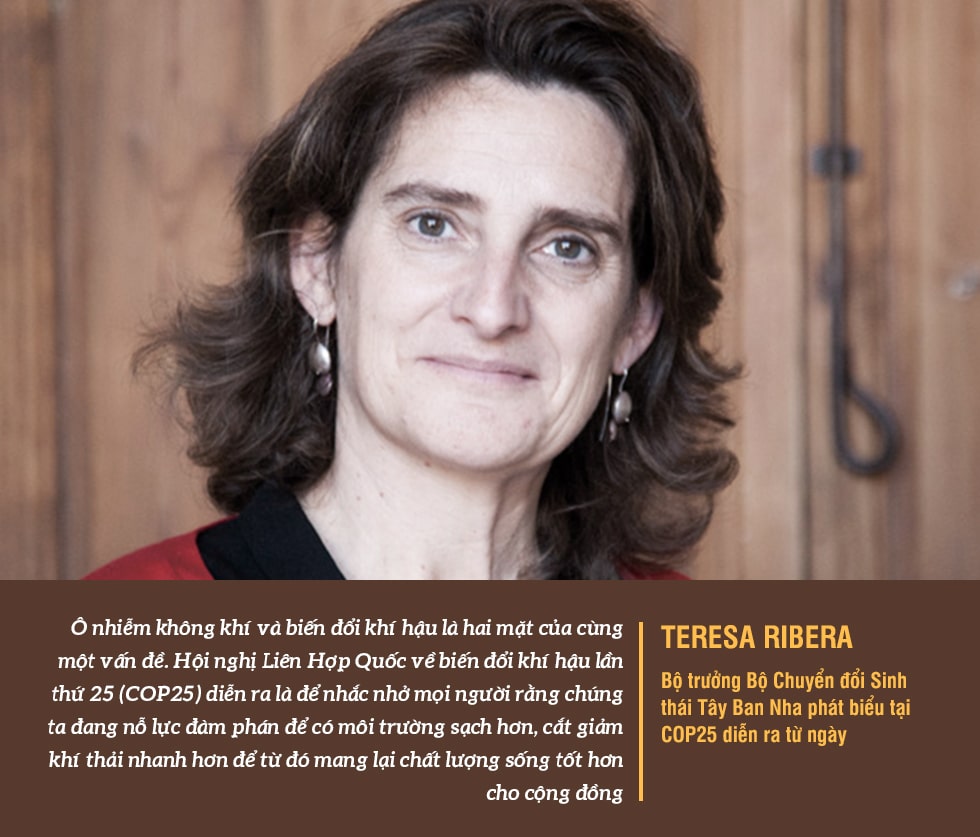 Ô nhiễm không khí và biến đổi khí hậu là hai mặt của cùng
một vấn đề. Hội nghị Liên Hợp Quốc về biến đổi khí hậu lần
thứ 25 (COP25) diễn ra là để nhắc nhở mọi người rằng chúng
ta đang nỗ lực đàm phán để có môi trường sạch hơn, cắt giảm
khí thải nhanh hơn để từ đó mang lại chất lượng sống tốt hơn
cho cộng đồng
TERESA RIBERA
Bộ trưởng Bộ Chuyển đổi Sinh
thái Tây Ban Nha phát biểu tại
COP25 diễn ra từ ngày